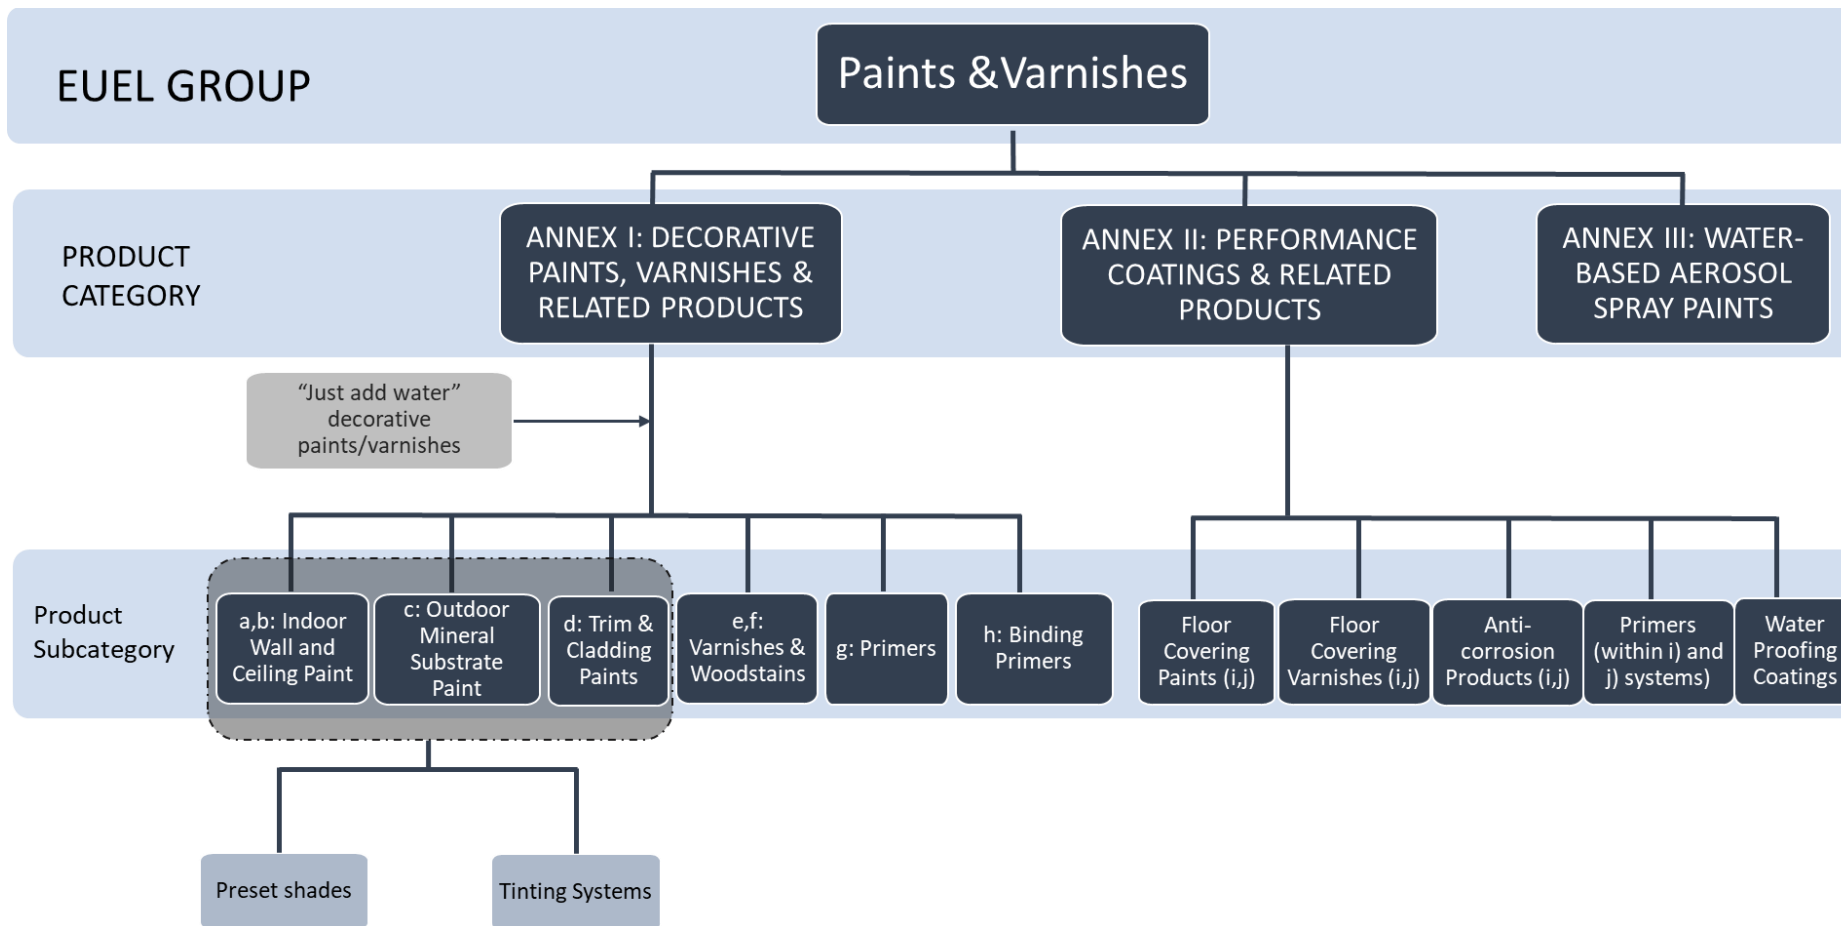 EUEL GROUP
Paints &Varnishes
PRODUCT
CATEGORY
ANNEX I: DECORATIVE
PAINTS, VARNISHES &
RELATED PRODUCTS
ANNEX II: PERFORMANCE
COATINGS & RELATED
PRODUCTS
ANNEX III: WATER-
BASED AEROSOL
SPRAY PAINTS
“Just add water”
decorative
paints/varnishes
Product
Subcategory
a,b: Indoor
Wall and
Ceiling Paint
c: Outdoor
Mineral
Substrate
Paint
d: Trim &
Cladding
Paints
e,f:
Varnishes &
Woodstains
g: Primers
h: Binding
Primers
Floor
Covering
Paints (i,j)
Floor
Covering
Varnishes (i,j)
Anti-
corrosion
Products (i,j)
Primers
(within i) and
j) systems)
Water
Proofing
Coatings
Preset shades
Tinting Systems